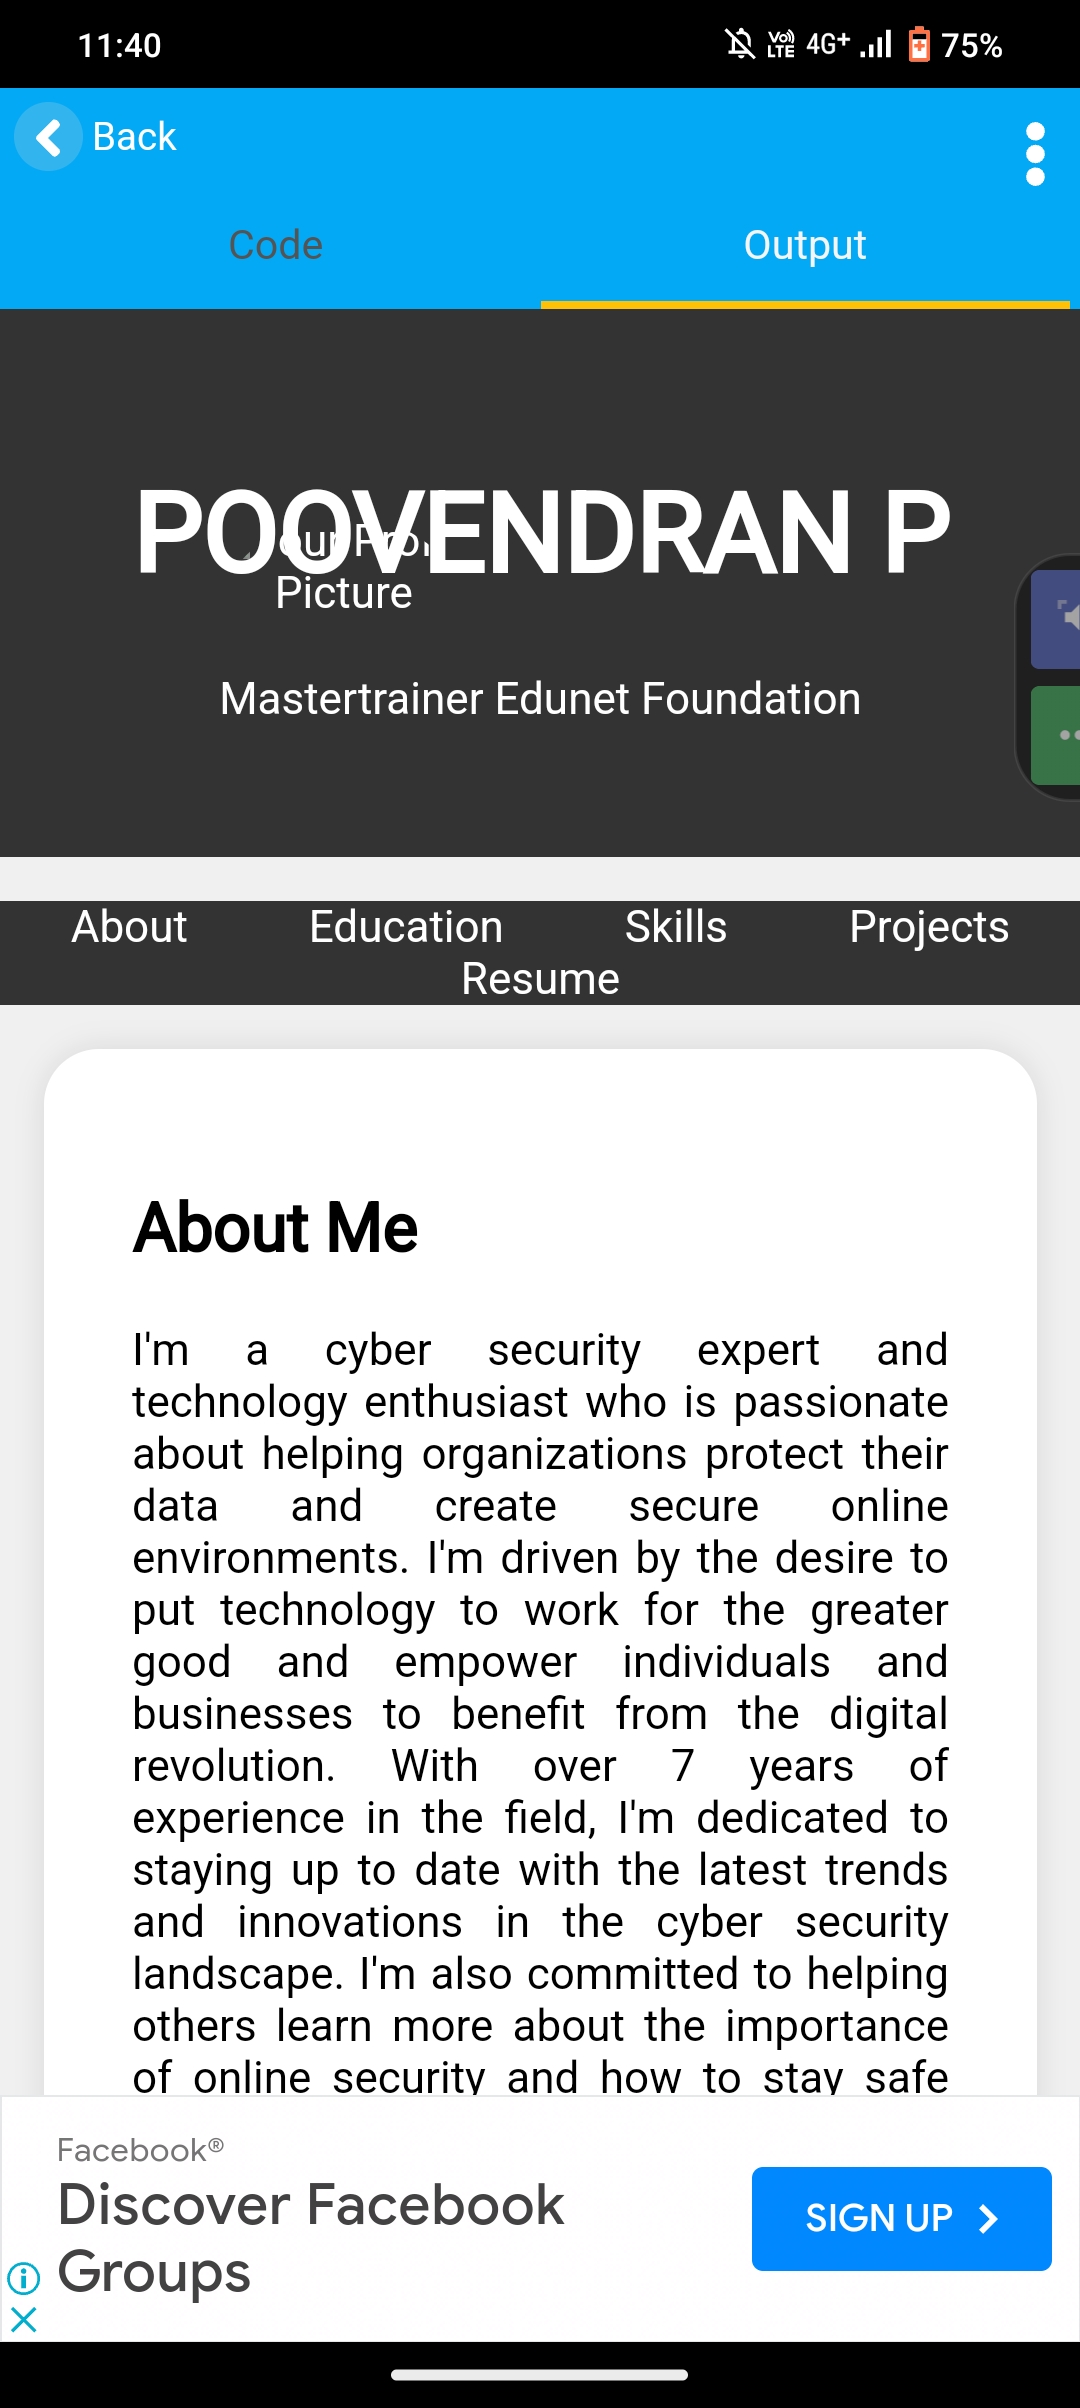 11:40
VoLTE 4G+ 75%
Back
Code Output
POOVENDRAN P
Picture
Mastertrainer Edunet Foundation
About Education Skills Projects
Resume
About Me
I'm a cyber security expert and
technology enthusiast who is passionate
about helping organizations protect their
data and create secure online
environments. I'm driven by the desire to
put technology to work for the greater
good and empower individuals and
businesses to benefit from the digital
revolution. With over 7 years of
experience in the field, I'm dedicated to
staying up to date with the latest trends
and innovations in the cyber security
landscape. I'm also committed to helping
others learn more about the importance
of online security and how to stay safe
Facebook®
Discover Facebook
Groups
SIGN UP